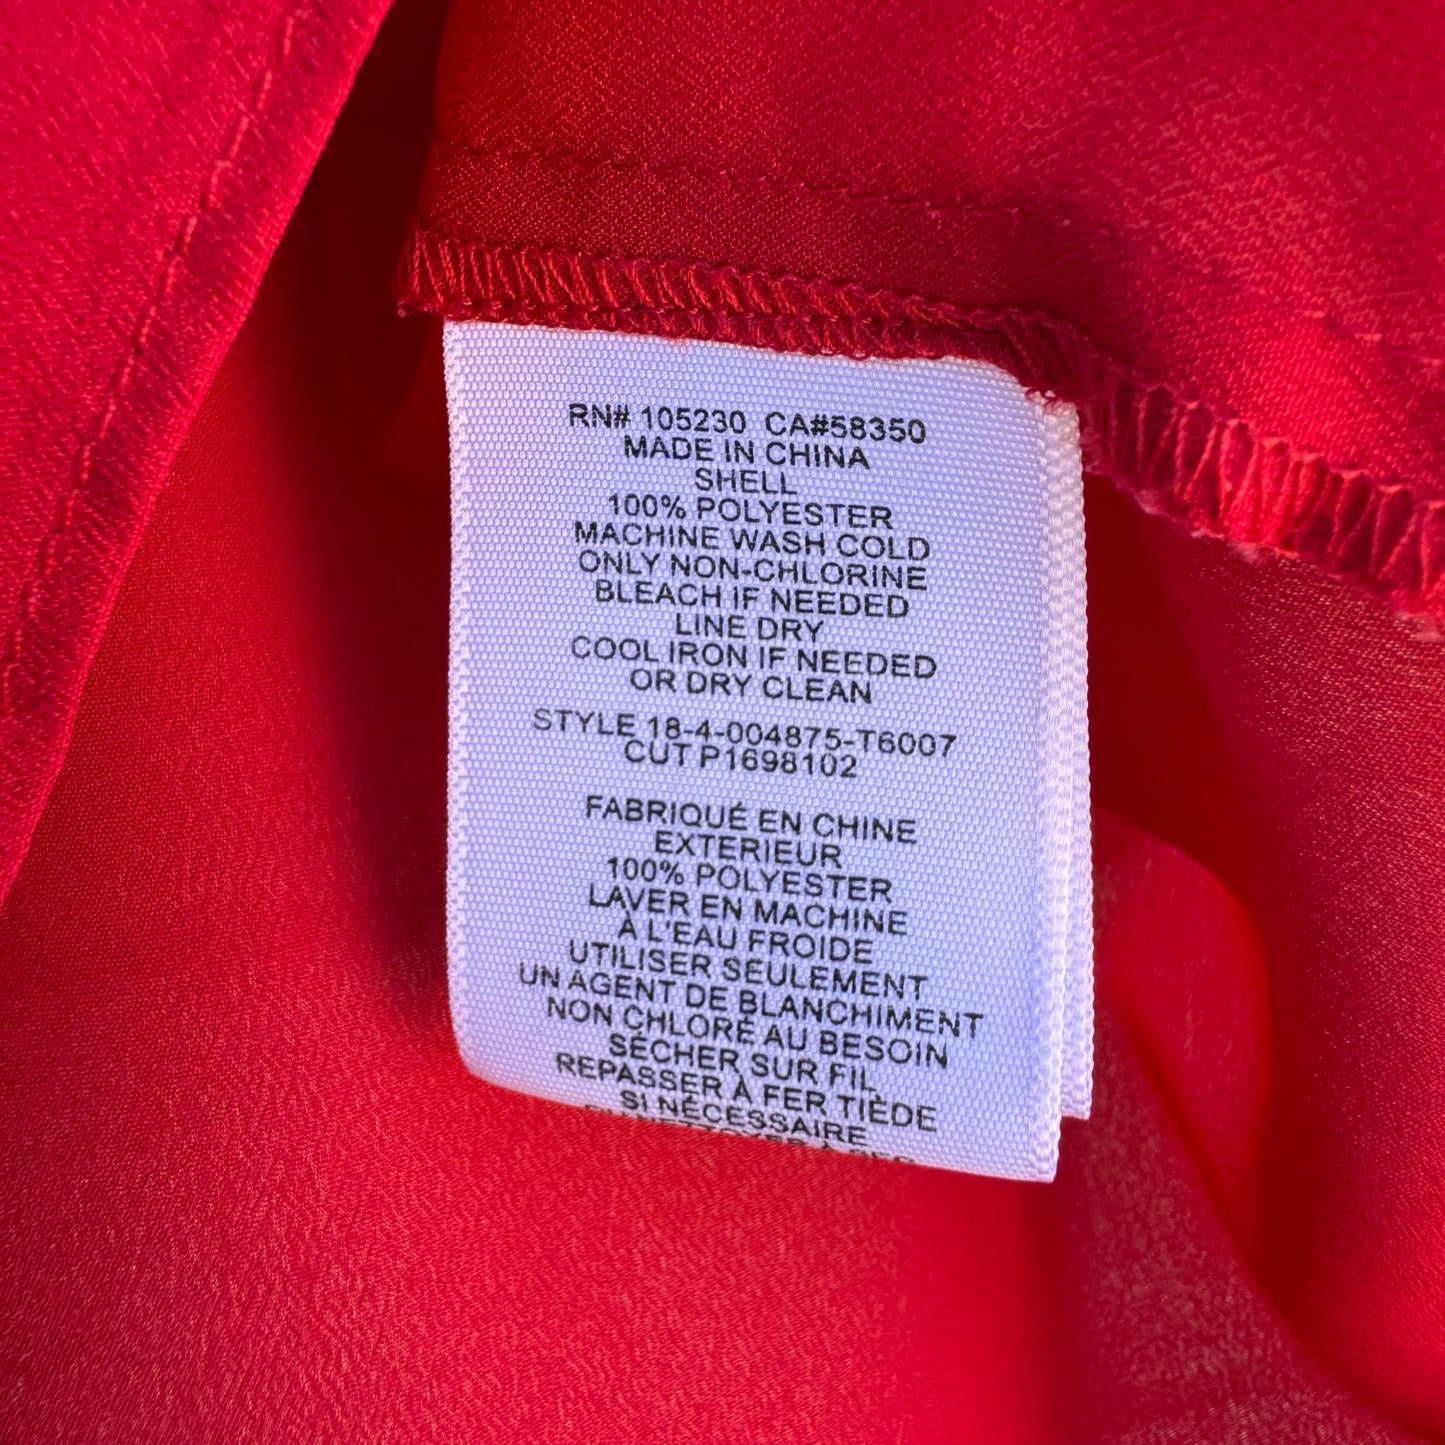 RN# 105230 CA#58350
MADE IN CHINA
SHELL
100% POLYESTER
MACHINE WASH COLD
ONLY NON-CHLORINE
BLEACH IF NEEDED
LINE DRY
COOL IRON IF NEEDED
OR DRY CLEAN
STYLE 18-4-004875-T6007
CUT P1698102
FABRIQUÉ EN CHINE
EXTERIEUR
100% POLYESTER
LAVER EN MACHINE
À L'EAU FROIDE
UTILISER SEULEMENT
UN AGENT DE BLANCHIMENT
NON CHLORÉ AU BESOIN
SÉCHER SUR FIL
REPASSER À FER TIÈDE
SI NÉCESSAIRE